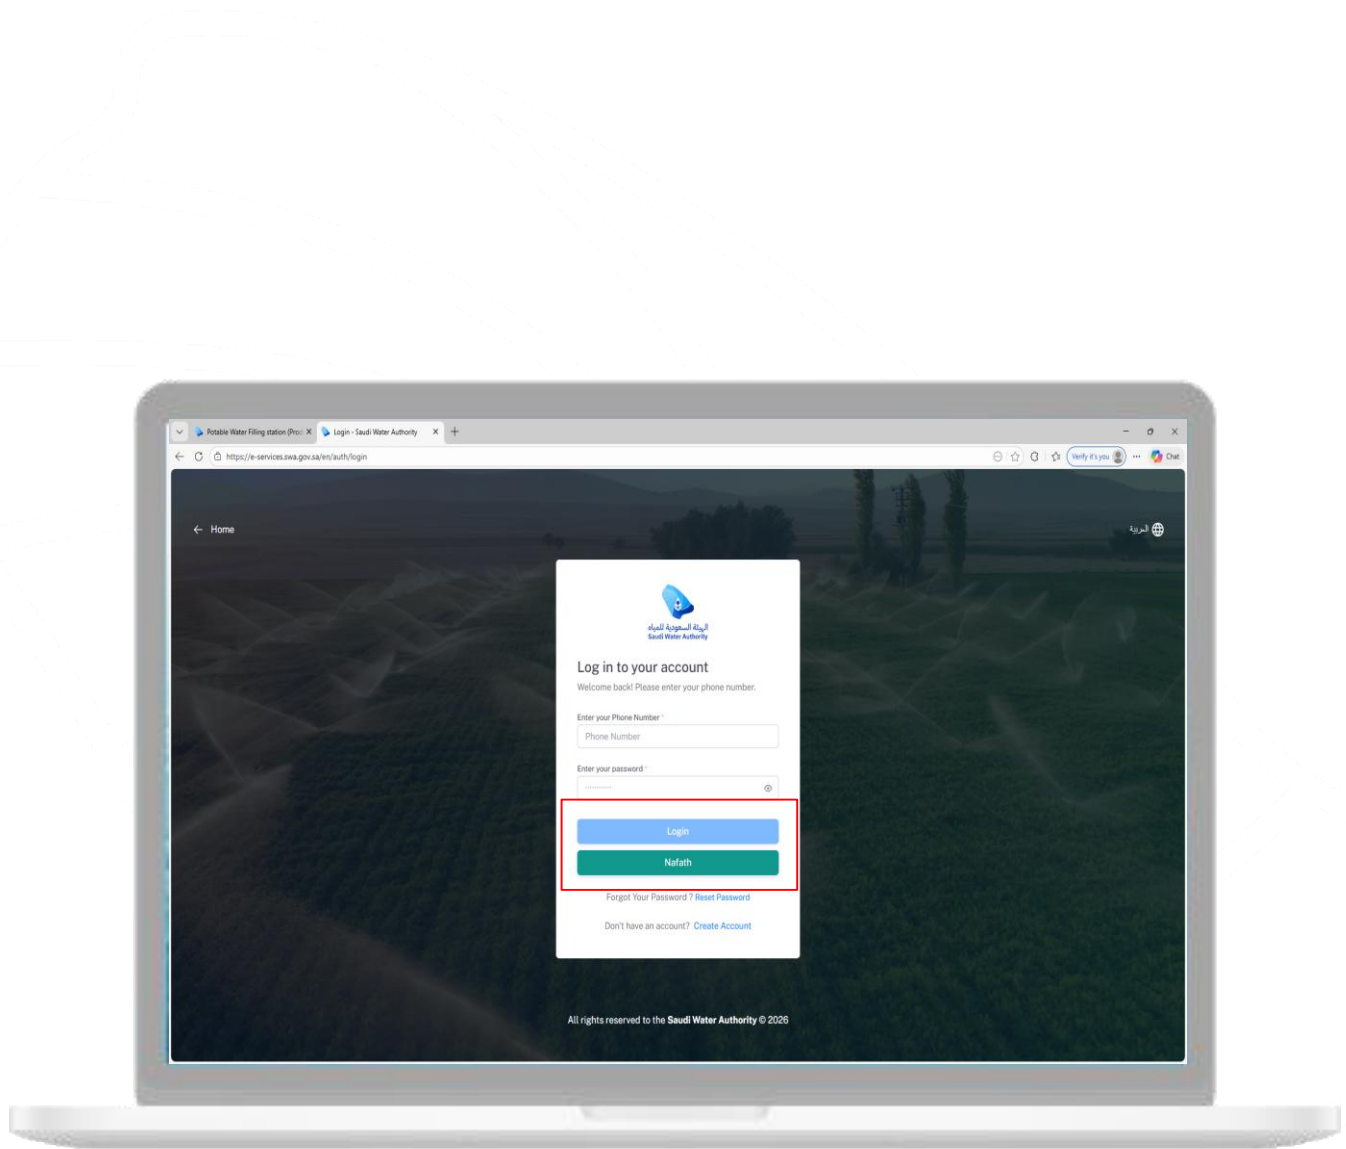 Potable Water Filling station (Prod
Login - Saudi Water Authority
https://e-services.swa.gov.sa/en/auth/login
Verify it's you
Chat
Home
العربية
الهيئة السعودية للمياه
Saudi Water Authority
Log in to your account
Welcome back! Please enter your phone number.
Enter your Phone Number *
Phone Number
Enter your password *
Login
Nafath
Forgot Your Password ? Reset Password
Don't have an account? Create Account
All rights reserved to the Saudi Water Authority © 2026